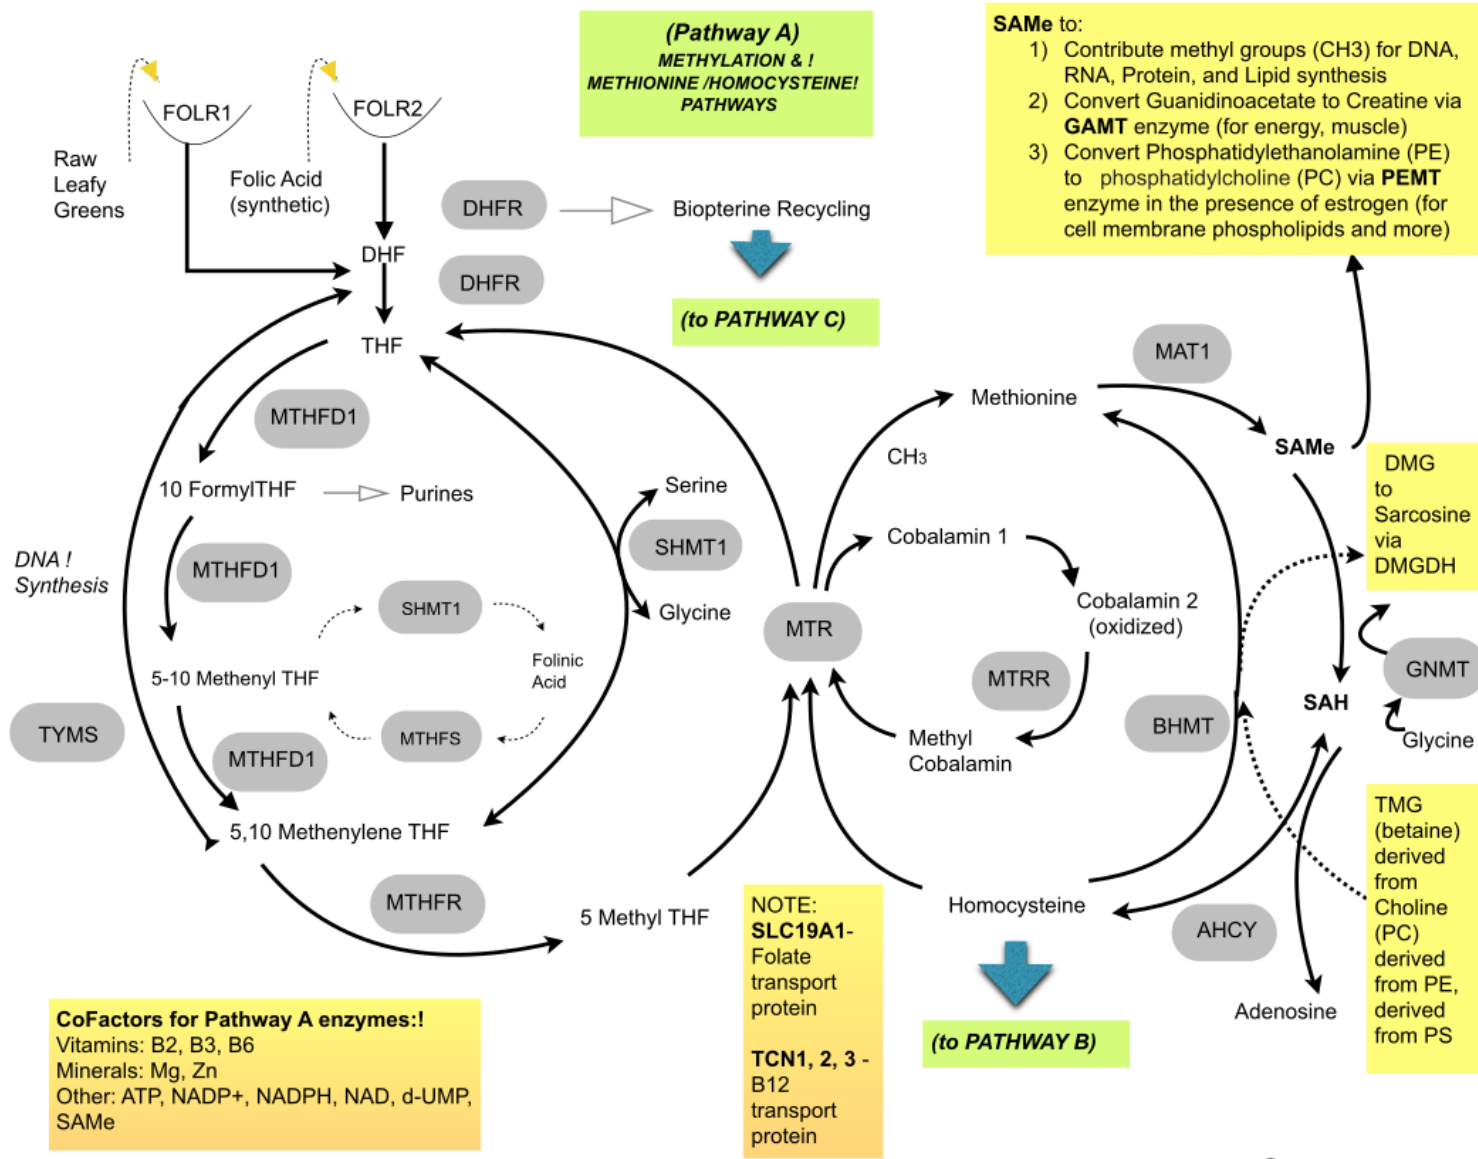 (Pathway A)
METHYLATION & !
METHIONINE /HOMOCYSTEINE!
PATHWAYS
SAMe to:
1) Contribute methyl groups (CH3) for DNA,
RNA, Protein, and Lipid synthesis
2) Convert Guanidinoacetate to Creatine via
GAMT enzyme (for energy, muscle)
3) Convert Phosphatidylethanolamine (PE)
to phosphatidylcholine (PC) via PEMT
enzyme in the presence of estrogen (for
cell membrane phospholipids and more)
FOLR1
FOLR2
Raw
Leafy
Greens
Folic Acid
(synthetic)
DHFR
Biopterine Recycling
DHF
DHFR
(to PATHWAY C)
THF
MTHFD1
10 FormylTHF
Purines
DNA !
Synthesis
MTHFD1
SHMT1
Folinic
Acid
5-10 Methenyl THF
MTHFS
TYMS
MTHFD1
5,10 Methenylene THF
MTHFR
5 Methyl THF
Serine
SHMT1
Glycine
MTR
CH3
Methionine
MAT1
SAMe
Cobalamin 1
Cobalamin 2
(oxidized)
MTRR
Methyl
Cobalamin
BHMT
DMG
to
Sarcosine
via
DMGDH
GNMT
Glycine
SAH
TMG
(betaine)
derived
from
Choline
(PC)
derived
from PE,
derived
from PS
Homocysteine
AHCY
Adenosine
(to PATHWAY B)
NOTE:
SLC19A1-
Folate
transport
protein
TCN1, 2, 3 -
B12
transport
protein
CoFactors for Pathway A enzymes:!
Vitamins: B2, B3, B6
Minerals: Mg, Zn
Other: ATP, NADP+, NADPH, NAD, d-UMP,
SAMe